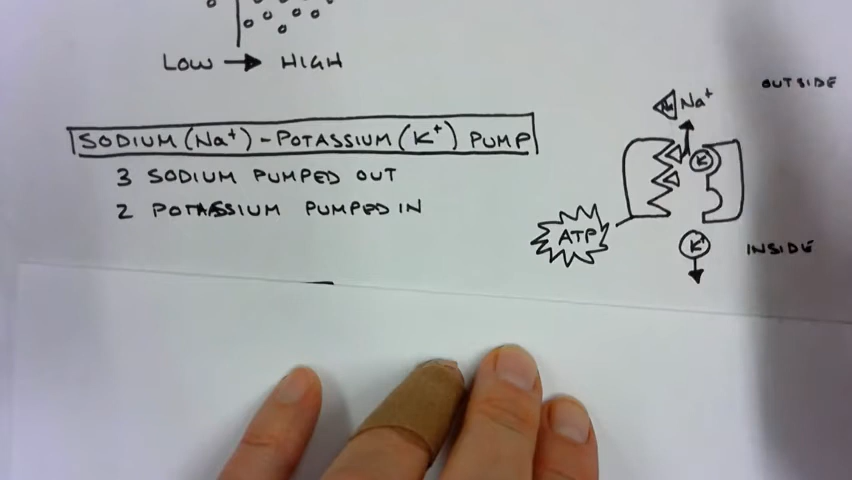 LOW → HIGH
SODIUM (Na+) - POTASSIUM (K+) PUMP
3 SODIUM PUMPED OUT
2 POTASSIUM PUMPED IN
OUTSIDE
Na+
K+
ATP
K+
INSIDE